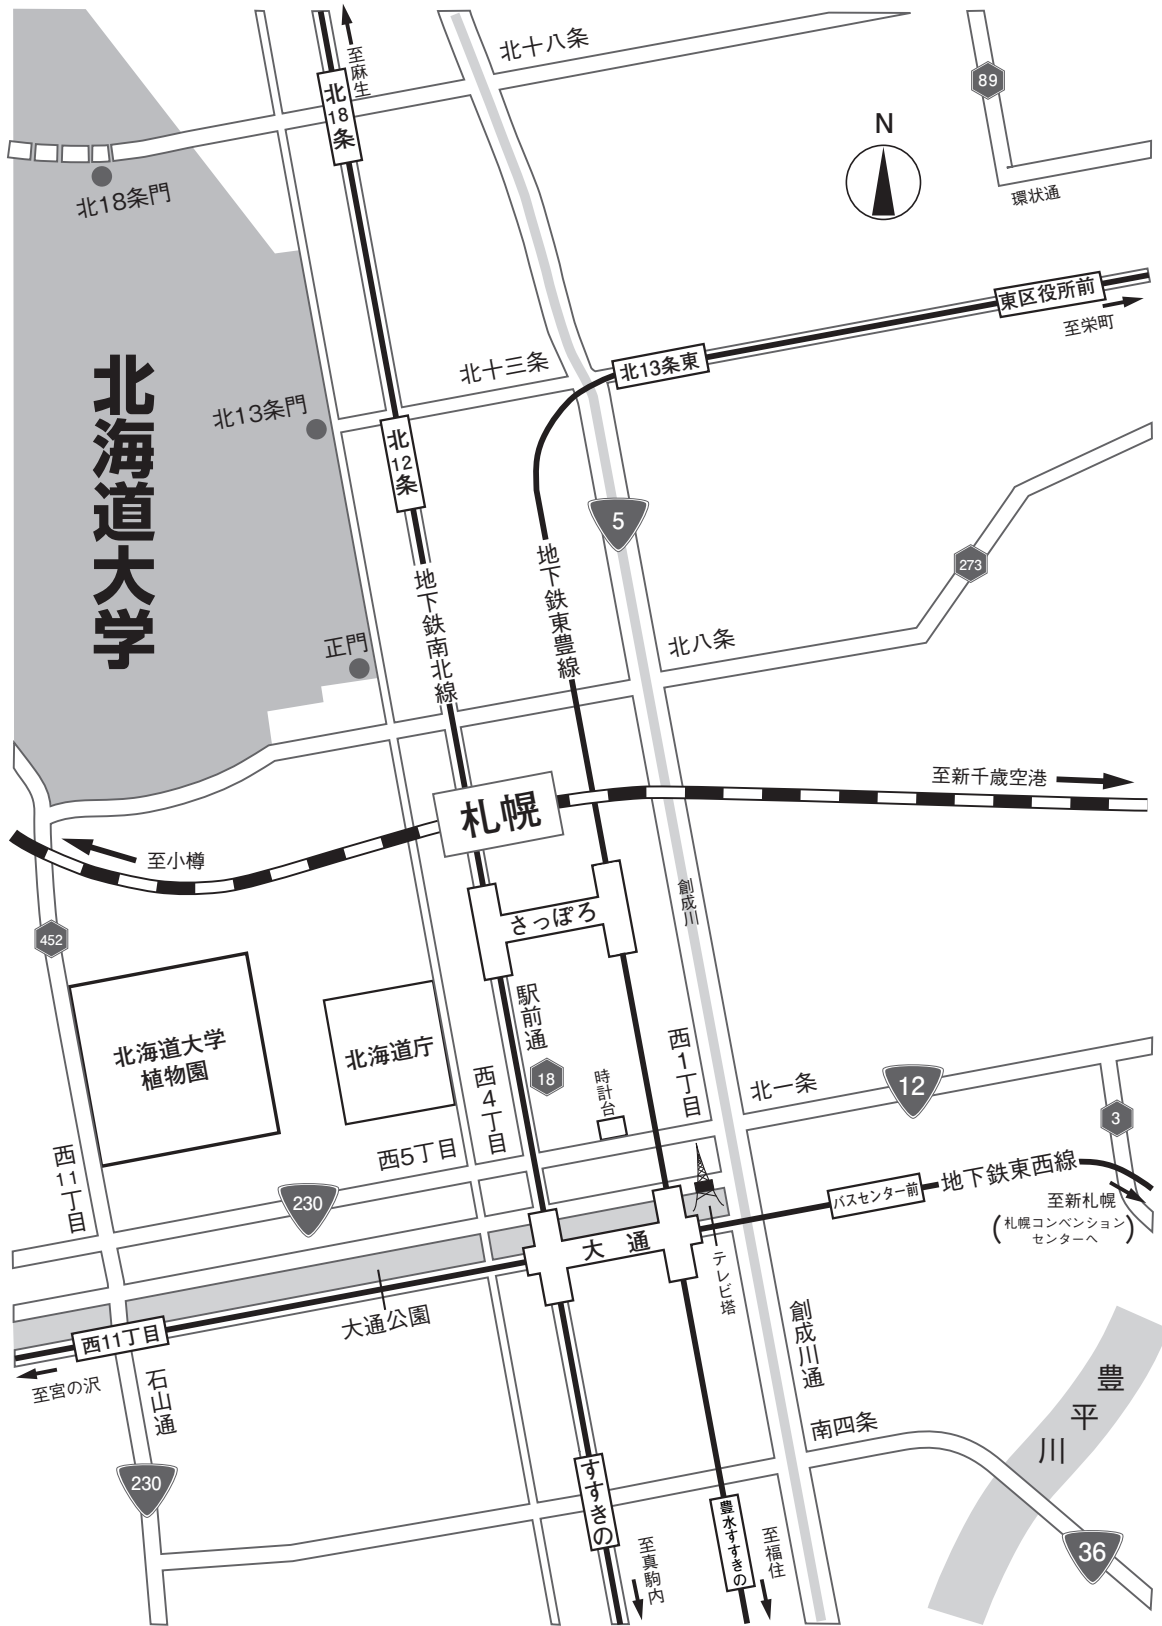 至麻生
北十八条
89
N
北18条
北18条門
環状通
東区役所前
至栄町
北十三条
北13条東
北海道大学
北13条門
北12条
5
273
地下鉄南北線
地下鉄東豊線
正門
北八条
至新千歳空港
札幌
至小樽
452
さっぽろ
創成川
北海道大学
植物園
北海道庁
駅前通
18
西4丁目
時計台
西1丁目
北一条
12
3
西11丁目
西5丁目
230
バスセンター前
地下鉄東西線
至新札幌
(札幌コンベンション
センターへ)
大通
テレビ塔
大通公園
西11丁目
至宮の沢
石山通
創成川通
豊平川
南四条
230
すすきの
豊水すすきの
至真駒内
至福住
36